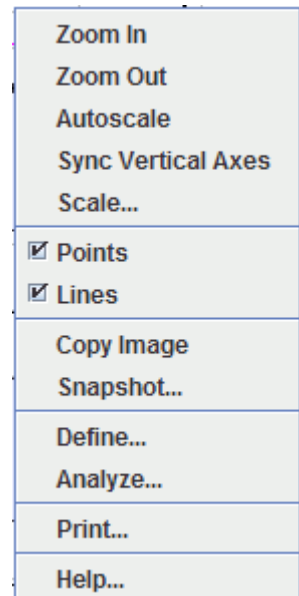 Zoom In
Zoom Out
Autoscale
Sync Vertical Axes
Scale...
Points
Lines
Copy Image
Snapshot...
Define...
Analyze...
Print...
Help...